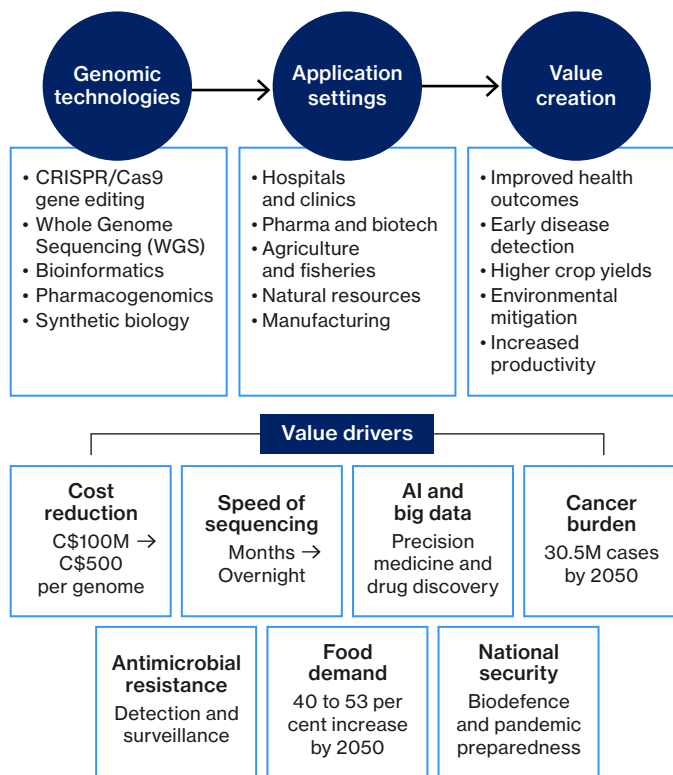 Genomic
technologies
Application
settings
Value
creation
• CRISPR/Cas9
gene editing
• Whole Genome
Sequencing (WGS)
• Bioinformatics
• Pharmacogenomics
• Synthetic biology
• Hospitals
and clinics
• Pharma and biotech
• Agriculture
and fisheries
• Natural resources
• Manufacturing
• Improved health
outcomes
• Early disease
detection
• Higher crop yields
• Environmental
mitigation
• Increased
productivity
Value drivers
Cost
reduction
C$100M →
C$500
per genome
Speed of
sequencing
Months →
Overnight
AI and
big data
Precision
medicine and
drug discovery
Cancer
burden
30.5M cases
by 2050
Antimicrobial
resistance
Detection and
surveillance
Food
demand
40 to 53 per
cent increase
by 2050
National
security
Biodefence
and pandemic
preparedness